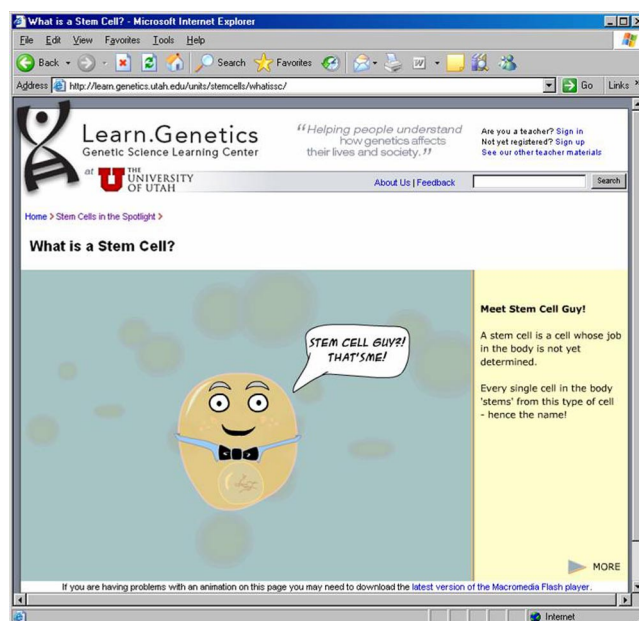 What is a Stem Cell? - Microsoft Internet Explorer
File Edit View Favorites Tools Help
Back Search Favorites
Address http://learn.genetics.utah.edu/units/stemcells/whatissc/ Go Links »
Learn.Genetics
Genetic Science Learning Center
at U THE UNIVERSITY
OF UTAH
“Helping people understand
how genetics affects
their lives and society.”
Are you a teacher? Sign in
Not yet registered? Sign up
See our other teacher materials
About Us | Feedback Search
Home > Stem Cells in the Spotlight >
What is a Stem Cell?
STEM CELL GUY?!
THAT'S ME!
Meet Stem Cell Guy!
A stem cell is a cell whose job
in the body is not yet
determined.
Every single cell in the body
'stems' from this type of cell
- hence the name!
MORE
If you are having problems with an animation on this page you may need to download the latest version of the Macromedia Flash player.
Internet